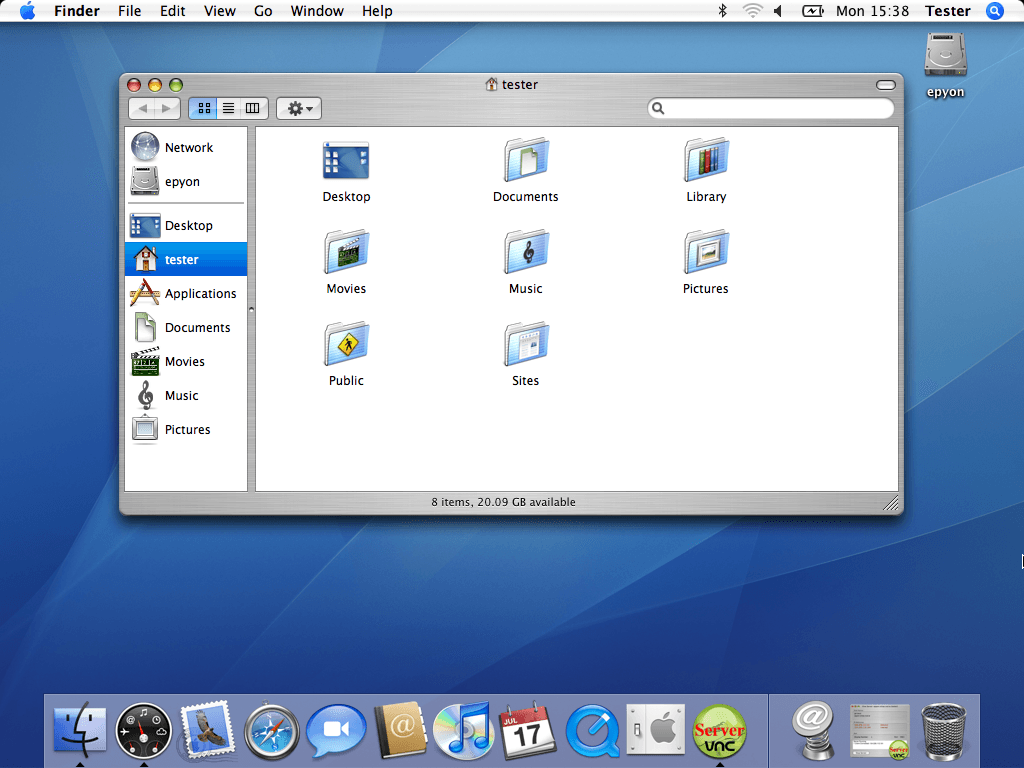 Finder File Edit View Go Window Help Mon 15:38 Tester
epyon
tester
Network
epyon
Desktop
tester
Applications
Documents
Movies
Music
Pictures
Desktop Documents Library
Movies Music Pictures
Public Sites
8 items, 20.09 GB available
JUL
17
@
Server
VNC
@